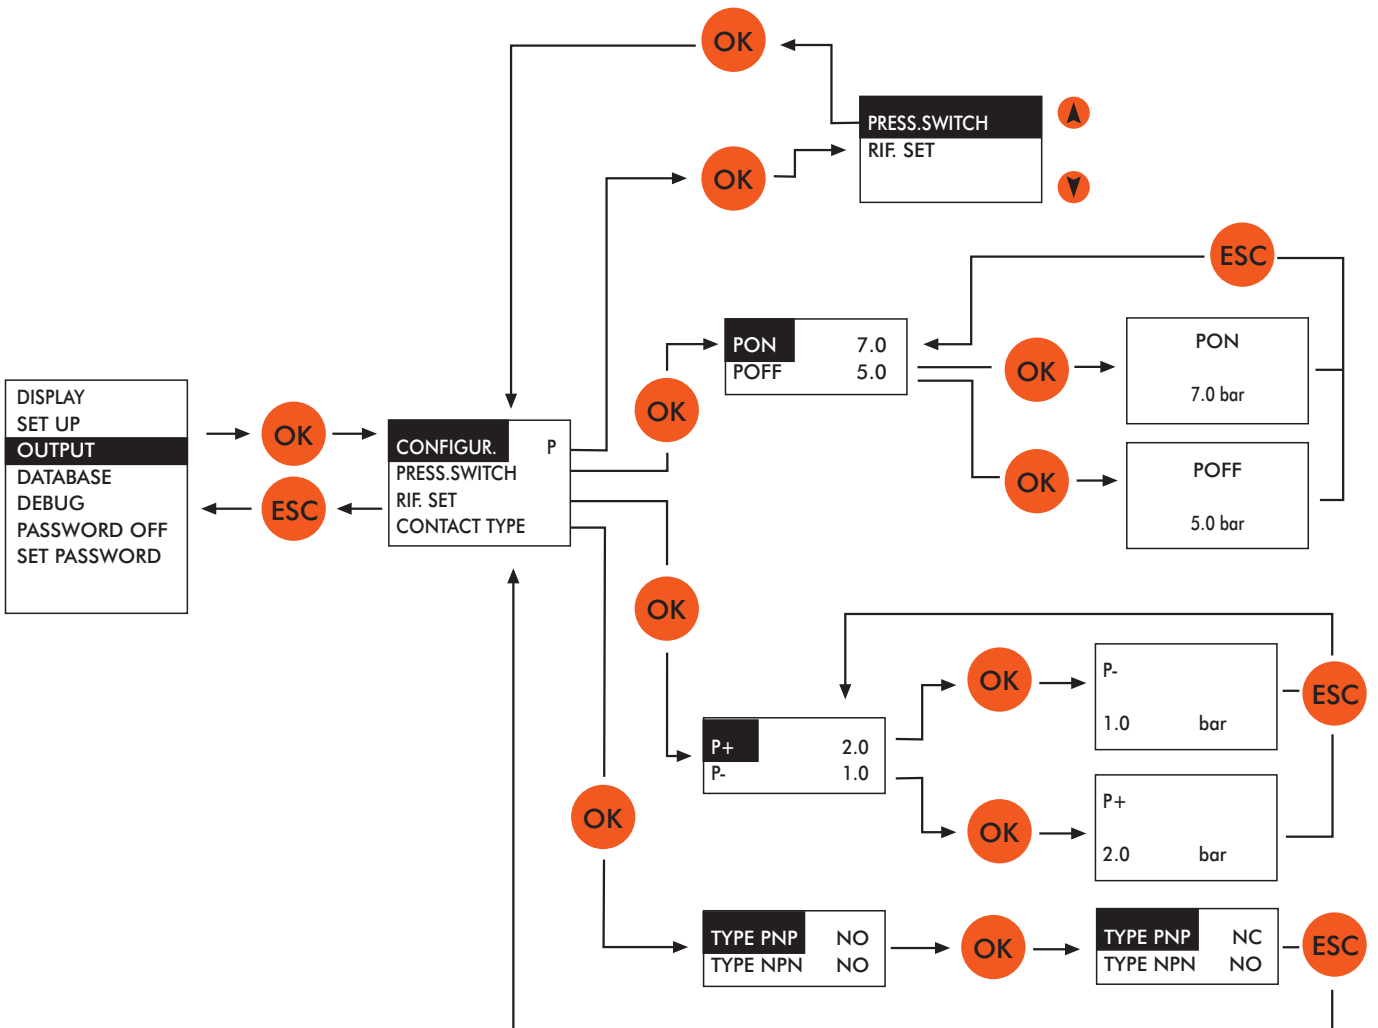 OK
PRESS.SWITCH
RIF. SET
OK
ESC
PON 7.0
POFF 5.0
OK
PON
7.0 bar
OK
DISPLAY
SET UP
OUTPUT
DATABASE
DEBUG
PASSWORD OFF
SET PASSWORD
OK
ESC
CONFIGUR. P
PRESS.SWITCH
RIF. SET
CONTACT TYPE
OK
POFF
5.0 bar
OK
P+ 2.0
P- 1.0
OK
P-
1.0 bar
ESC
OK
P+
2.0 bar
OK
TYPE PNP NO
TYPE NPN NO
OK
TYPE PNP NC
TYPE NPN NO
ESC